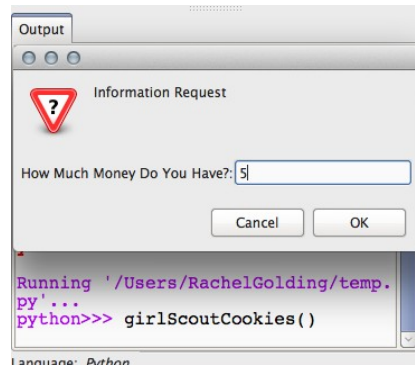 Output
?
Information Request
How Much Money Do You Have?: 5
Cancel
OK
Running '/Users/RachelGolding/temp.
py'...
python>>> girlScoutCookies()
Language: Python